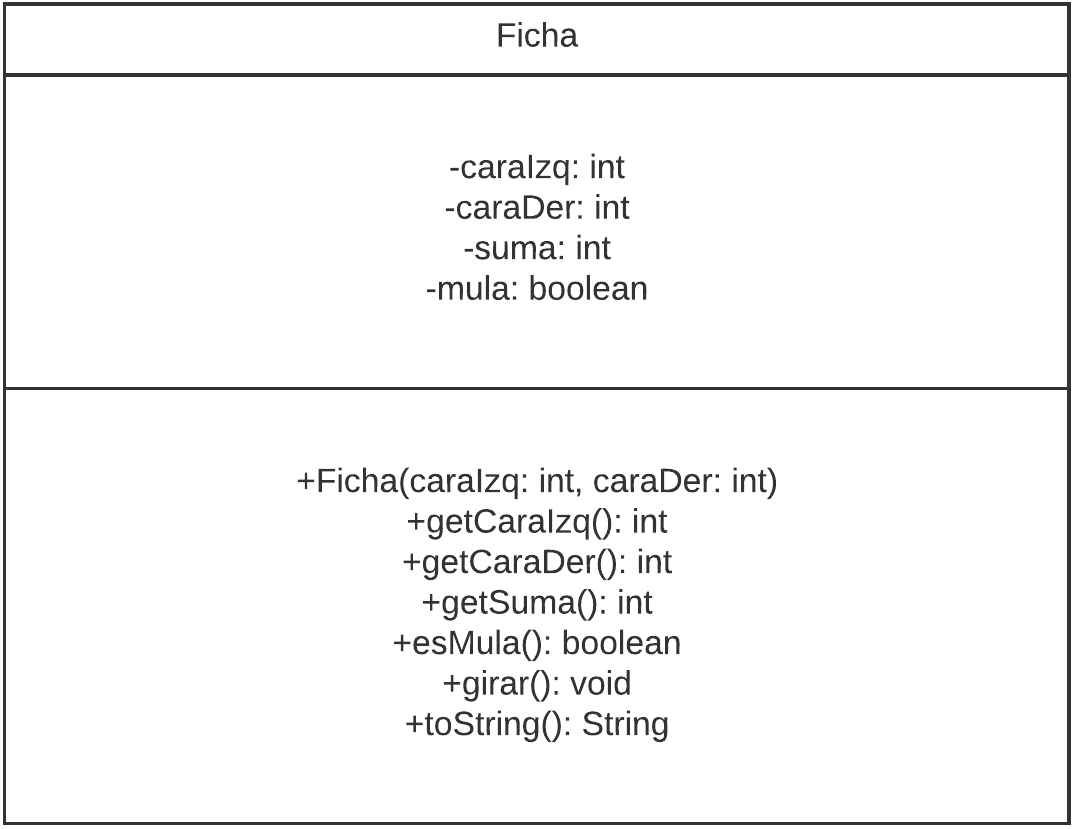 Ficha
-caraIzq: int
-caraDer: int
-suma: int
-mula: boolean
+Ficha(caraIzq: int, caraDer: int)
+getCaraIzq(): int
+getCaraDer(): int
+getSuma(): int
+esMula(): boolean
+girar(): void
+toString(): String